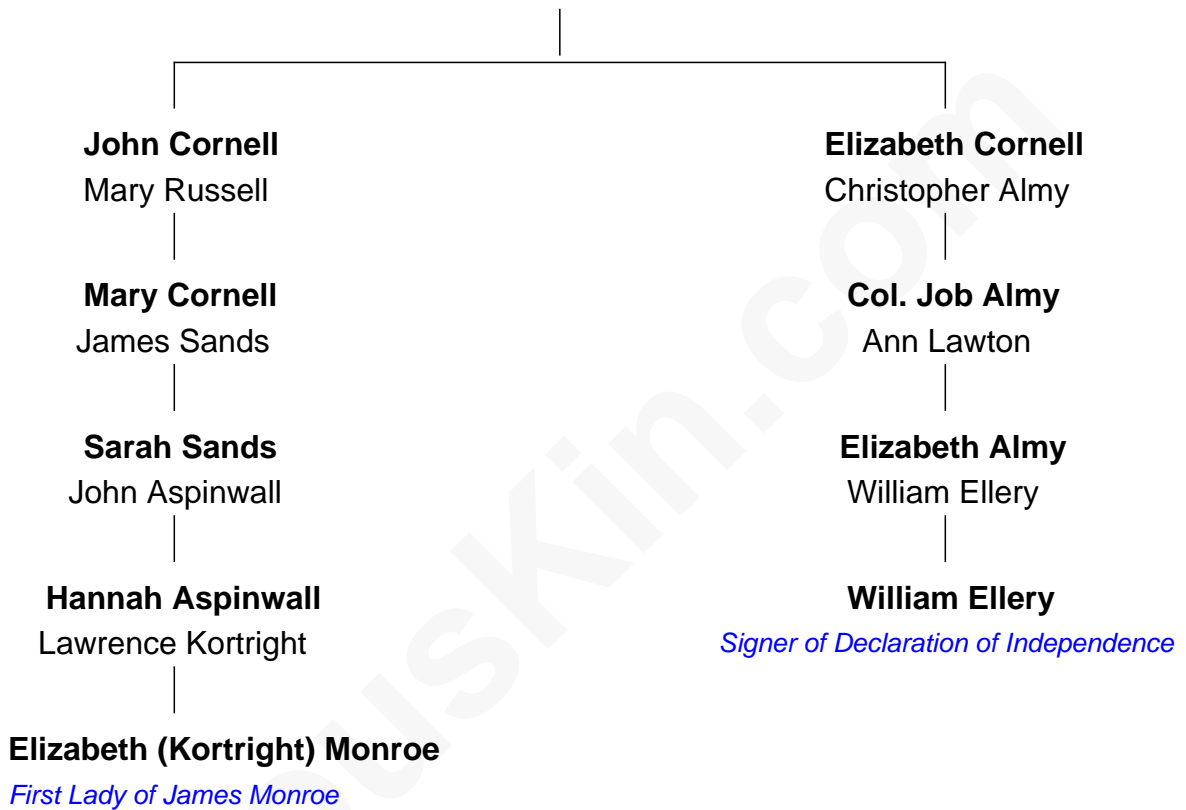 John Cornell
Mary Russell
Mary Cornell
James Sands
Sarah Sands
John Aspinwall
Hannah Aspinwall
Lawrence Kortright
Elizabeth (Kortright) Monroe
First Lady of James Monroe
Elizabeth Cornell
Christopher Almy
Col. Job Almy
Ann Lawton
Elizabeth Almy
William Ellery
William Ellery
Signer of Declaration of Independence
usKin.com